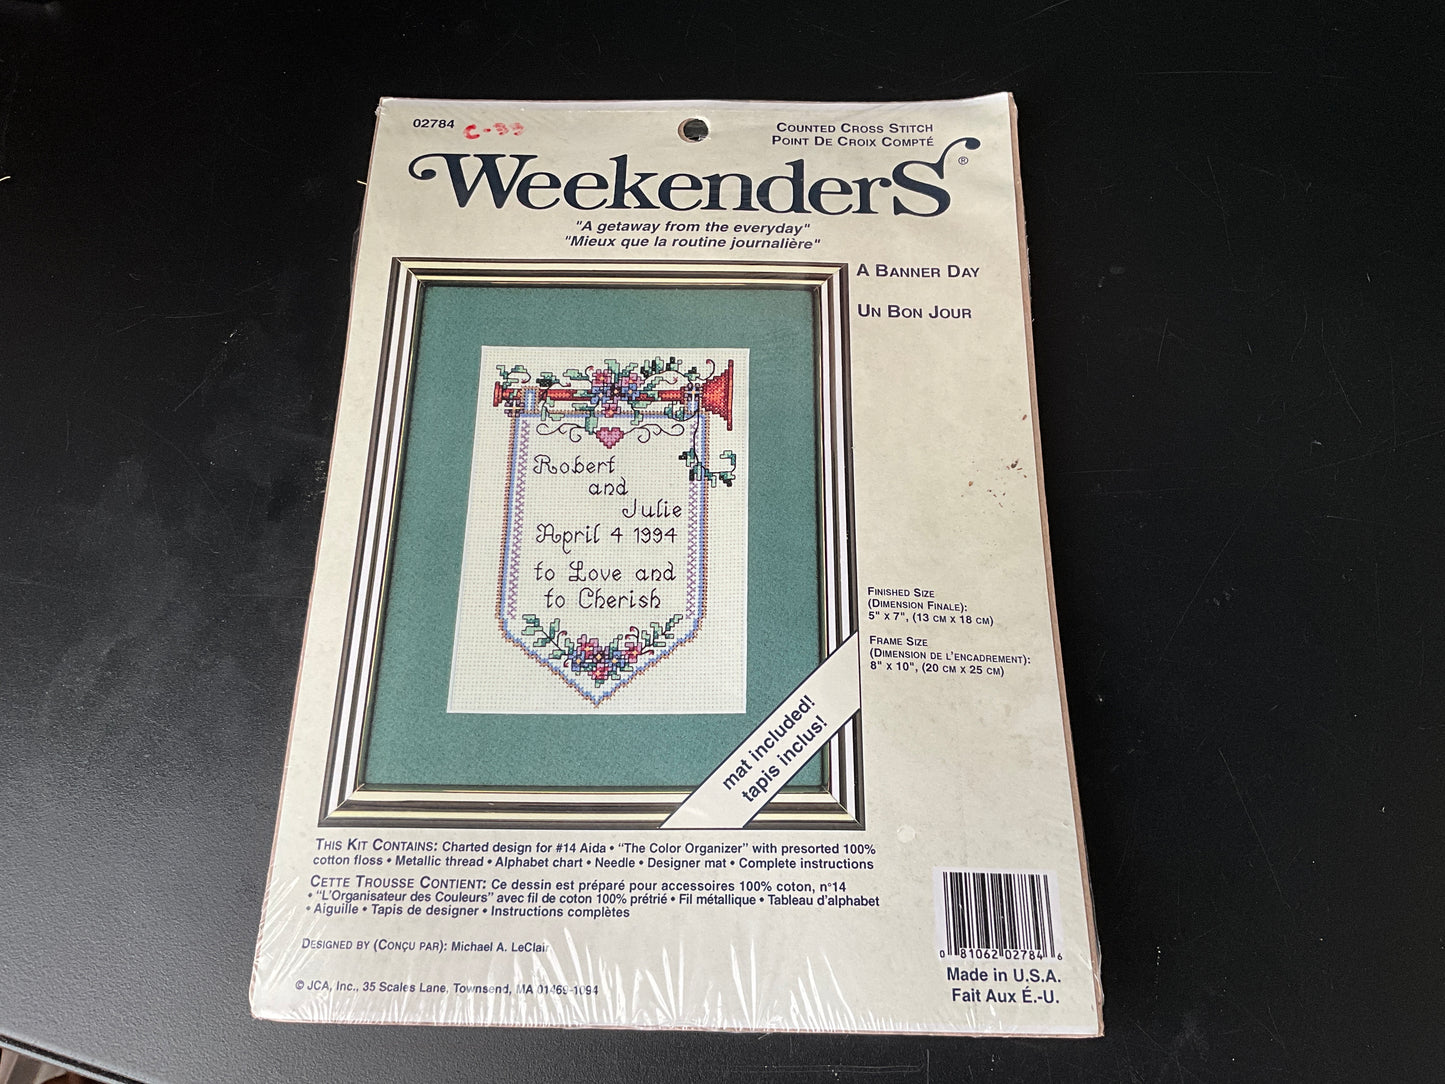 02784
C-33
COUNTED CROSS STITCH
POINT DE CROIX COMPTÉ
WEEKENDERS®
"A getaway from the everyday"
"Mieux que la routine journalière"
A BANNER DAY
UN BON JOUR
Robert
and
Julie
April 4 1994
to Love and
to Cherish
FINISHED SIZE
(DIMENSION FINALE):
5" x 7", (13 CM X 18 CM)
FRAME SIZE
(DIMENSION DE L'ENCADREMENT):
8" x 10", (20 CM X 25 CM)
mat included!
tapis inclus!
THIS KIT CONTAINS: Charted design for #14 Aida • "The Color Organizer" with presorted 100%
cotton floss • Metallic thread • Alphabet chart • Needle • Designer mat • Complete instructions
CETTE TROUSSE CONTIENT: Ce dessin est préparé pour accessoires 100% coton, n°14
• "L'Organisateur des Couleurs" avec fil de coton 100% prétrié • Fil métallique • Tableau d'alphabet
• Aiguille • Tapis de designer • Instructions complètes
DESIGNED BY (CONÇU PAR): Michael A. LeClair
© JCA, Inc., 35 Scales Lane, Townsend, MA 01469-1094
0 81062 02784 6
Made in U.S.A.
Fait Aux É.-U.